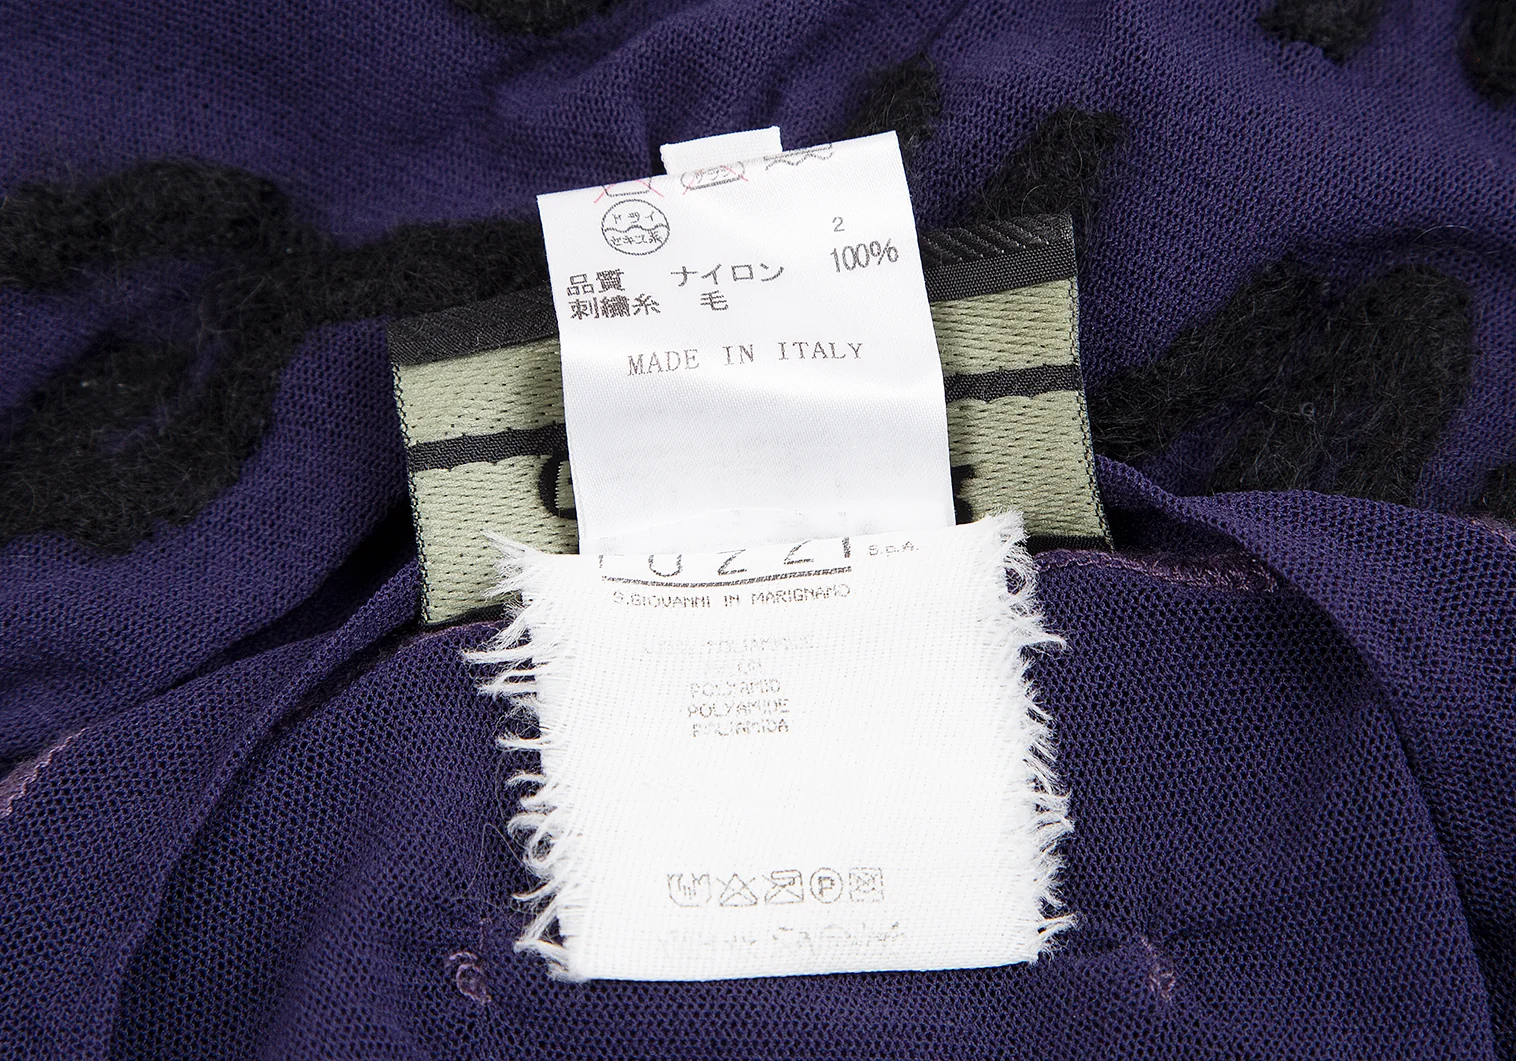 ドライ
セキユ系
2
品質 ナイロン 100%
刺繍糸 毛
MADE IN ITALY
S.p.A.
S.GIOVANNI IN MARIGNANO
POLYAMID
POLYAMIDE
POLIAMIDA
P